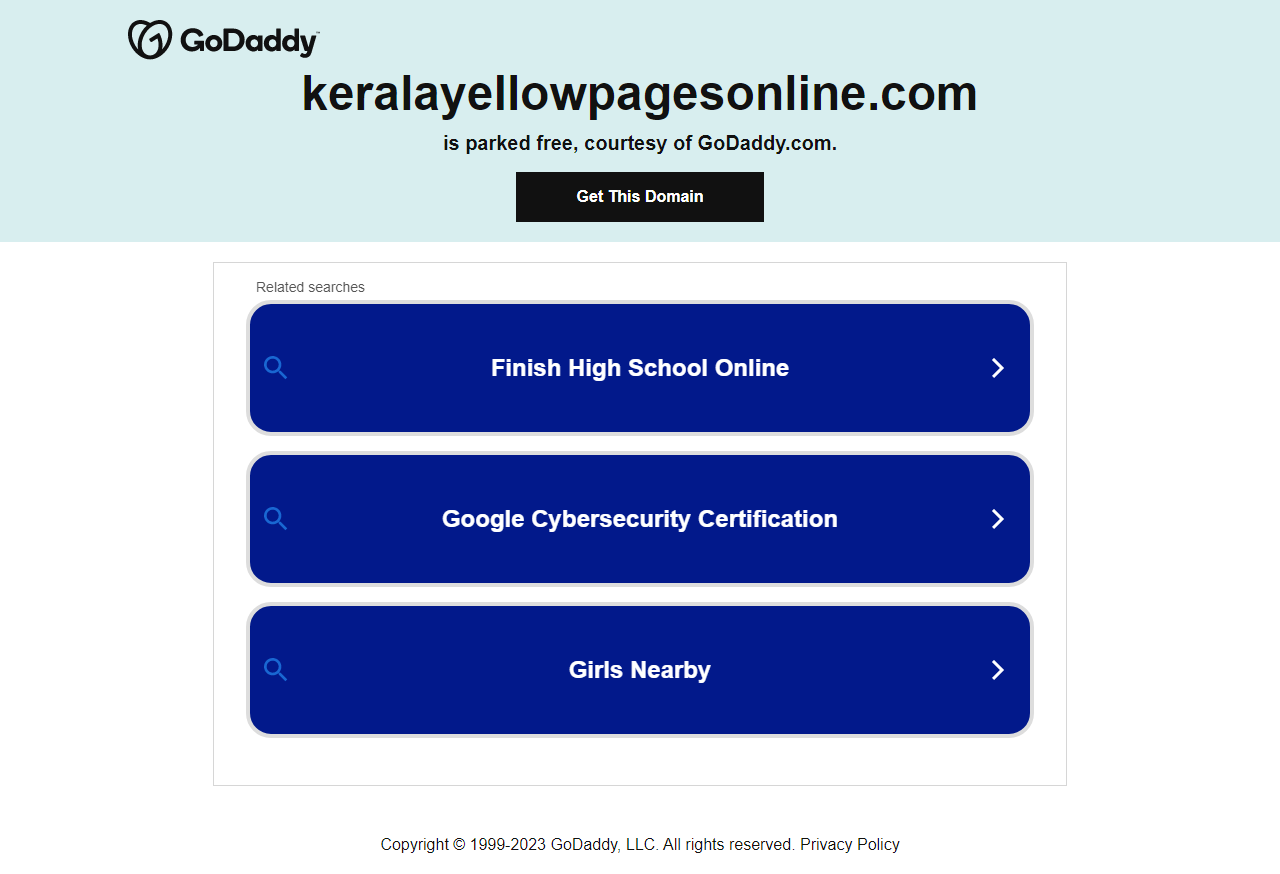 GoDaddy
keralayellowpagesonline.com
is parked free, courtesy of GoDaddy.com.
Get This Domain
Related searches
Finish High School Online
Google Cybersecurity Certification
Girls Nearby
Copyright © 1999-2023 GoDaddy, LLC. All rights reserved. Privacy Policy